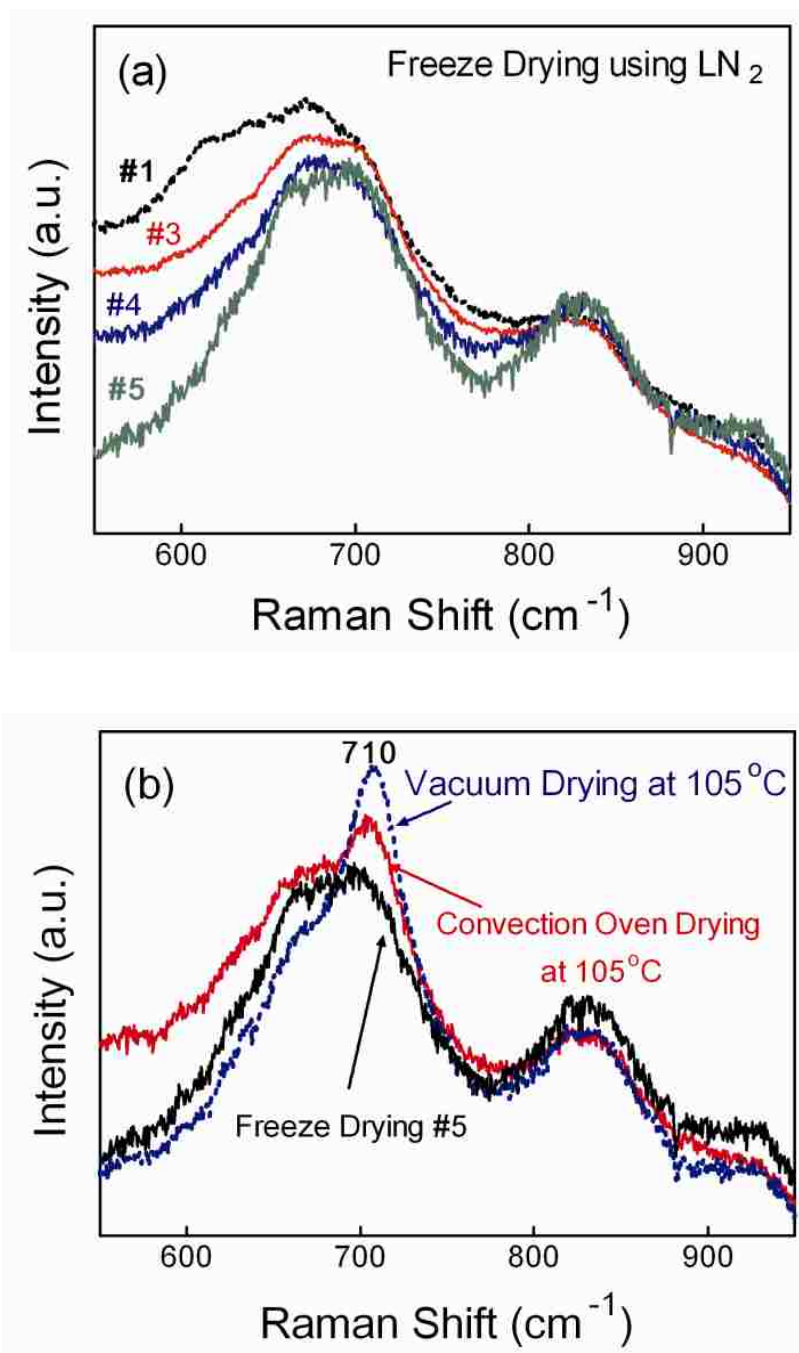 (a)
Freeze Drying using LN2
#1
#3
#4
#5
Intensity (a.u.)
600 700 800 900
Raman Shift (cm-1)
(b)
710
Vacuum Drying at 105 oC
Convection Oven Drying
at 105oC
Freeze Drying #5
Intensity (a.u.)
600 700 800 900
Raman Shift (cm-1)